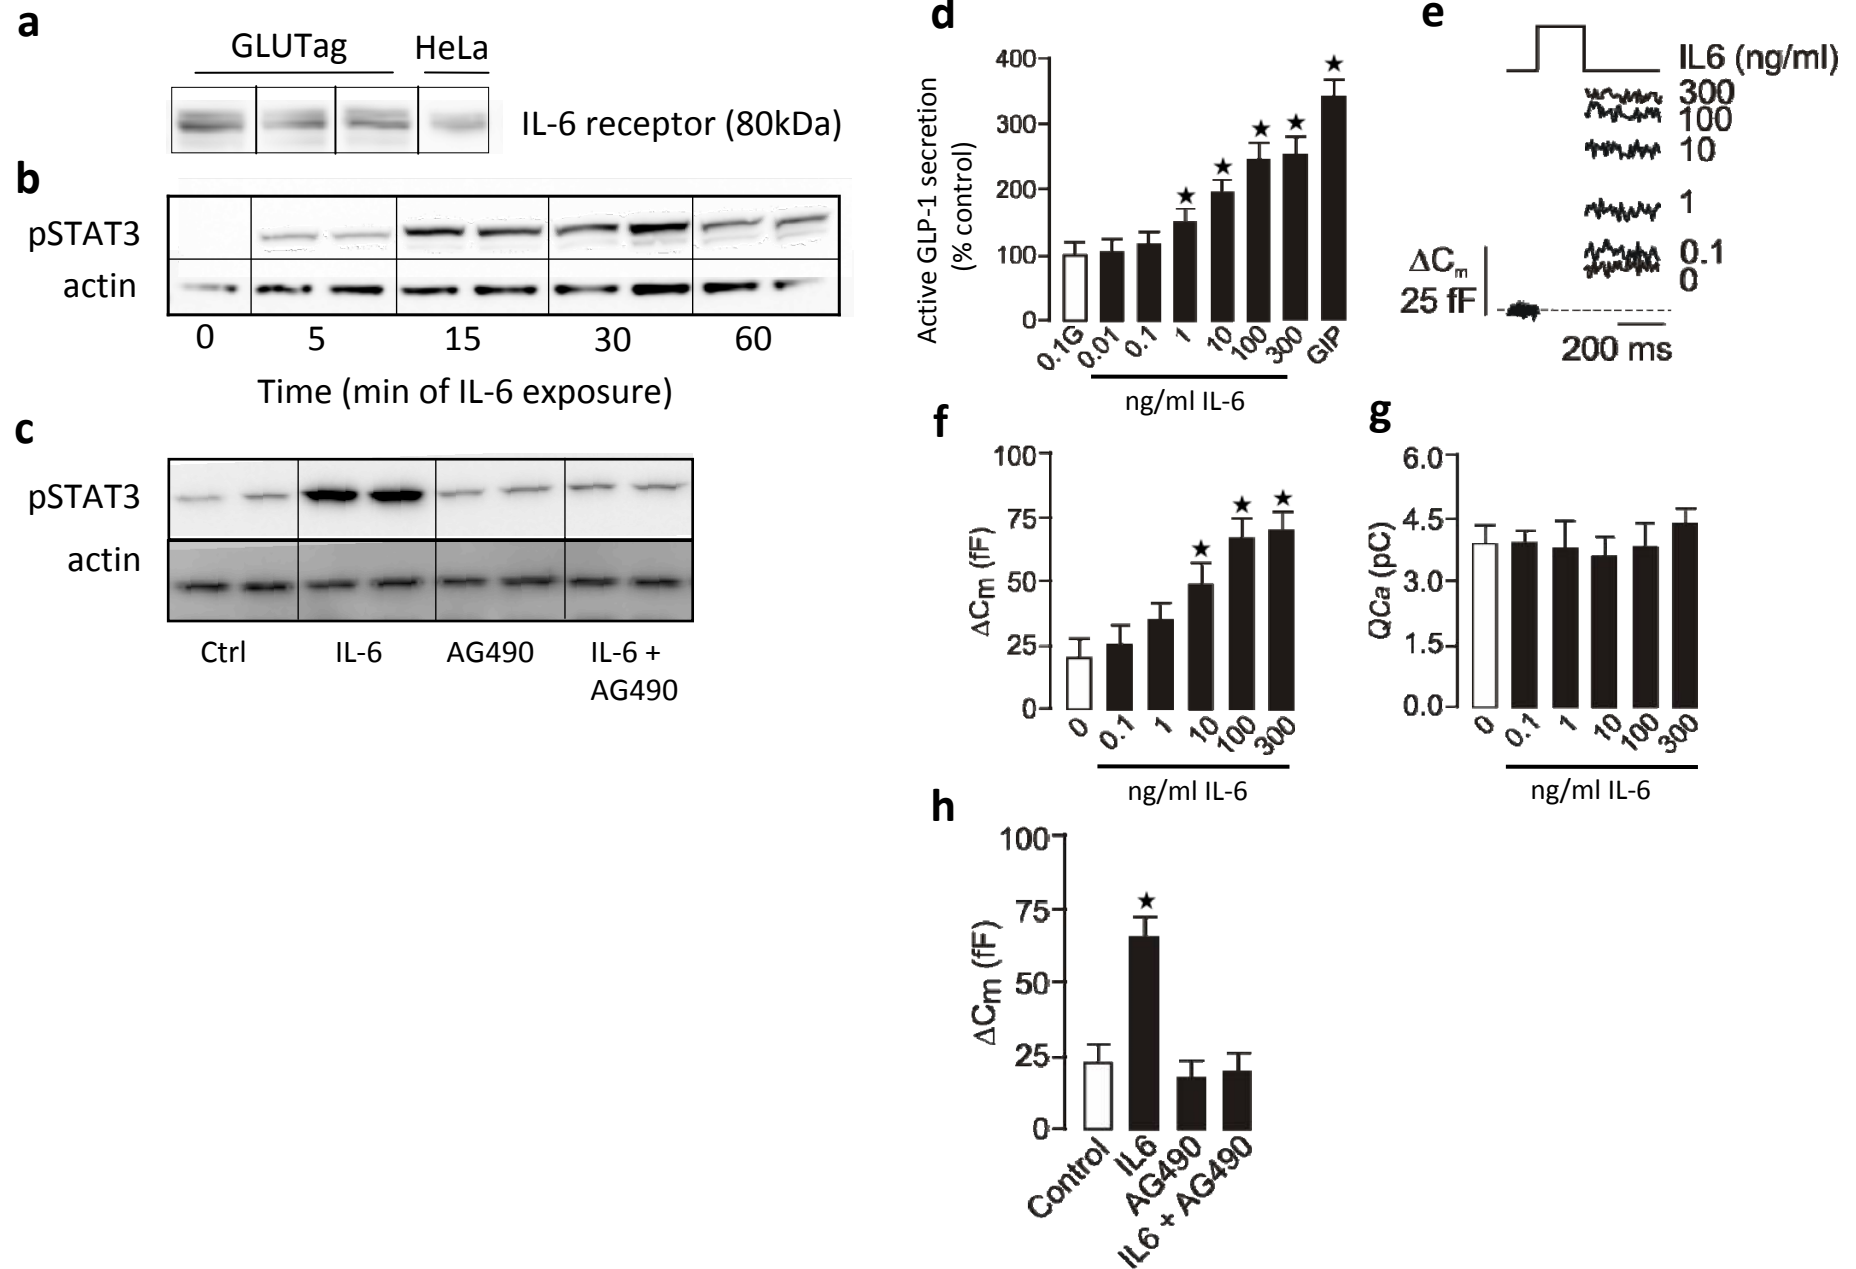 a
GLUTag HeLa
IL-6 receptor (80kDa)
b
pSTAT3
actin
0 5 15 30 60
Time (min of IL-6 exposure)
c
pSTAT3
actin
Ctrl IL-6 AG490 IL-6 +
AG490
d
Active GLP-1 secretion
(% control)
400
300
200
100
0
0.1G 0.01 0.1 1 10 100 300 GIP
ng/ml IL-6
e
IL6 (ng/ml)
300
100
10
1
0.1
0
ΔCm
25 fF
200 ms
f
ΔCm (fF)
100
75
50
25
0
0 0.1 1 10 100 300
ng/ml IL-6
g
QCa (pC)
6.0
4.5
3.0
1.5
0.0
0 0.1 1 10 100 300
ng/ml IL-6
h
ΔCm (fF)
100
75
50
25
0
Control IL6 AG490 IL6 + AG490